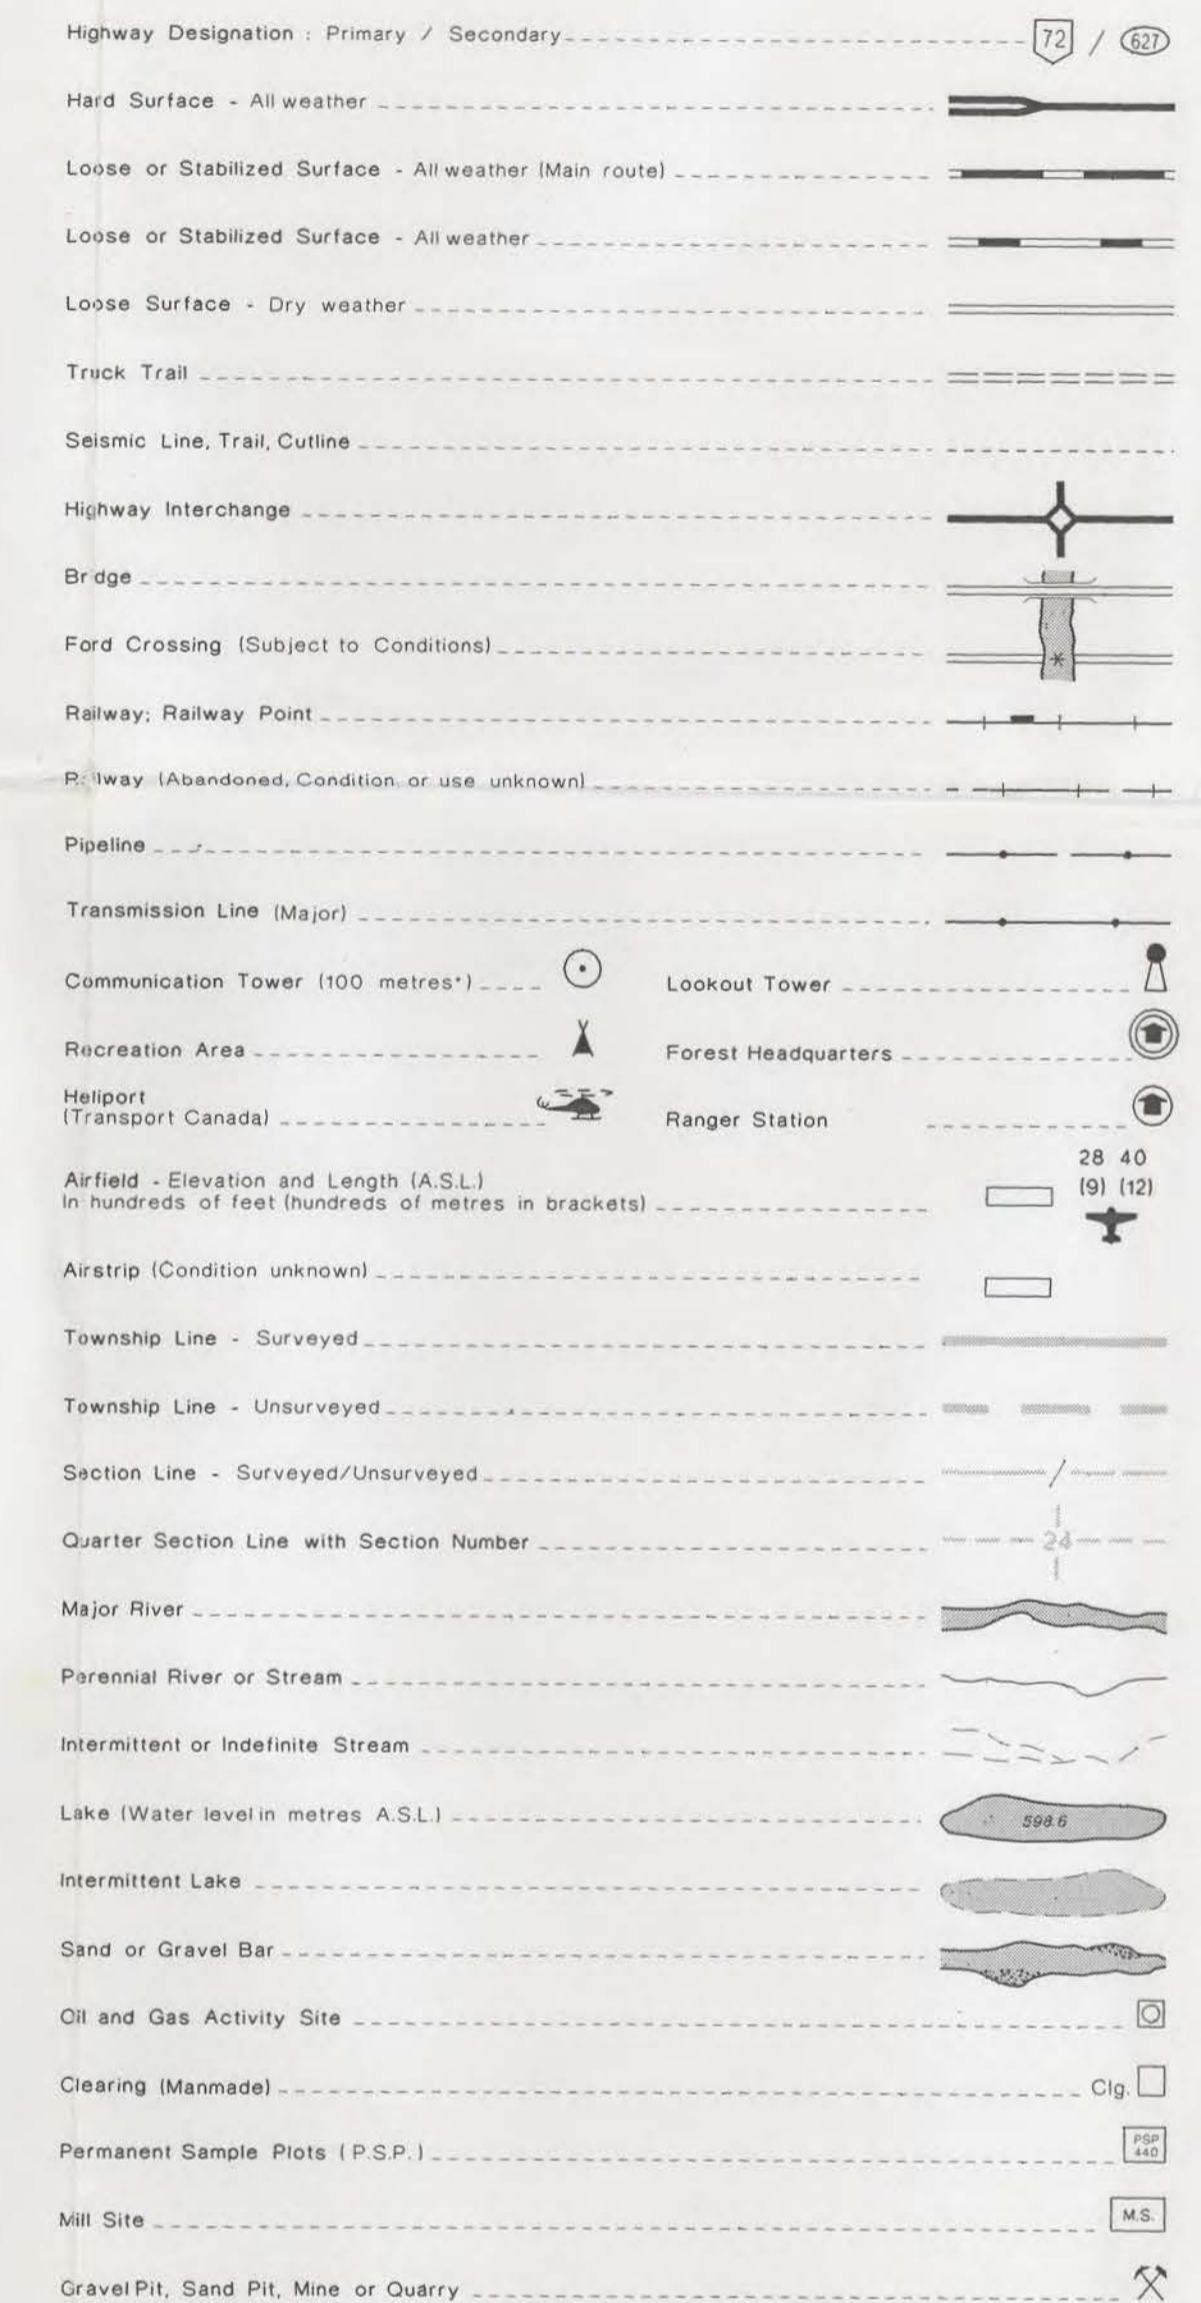 Highway Designation : Primary / Secondary 72 / 627
Hard Surface - All weather
Loose or Stabilized Surface - All weather (Main route)
Loose or Stabilized Surface - All weather
Loose Surface - Dry weather
Truck Trail
Seismic Line, Trail, Cutline
Highway Interchange
Br dge
Ford Crossing (Subject to Conditions)
Railway; Railway Point
R lway (Abandoned, Condition or use unknown)
Pipeline
Transmission Line (Major)
Communication Tower (100 metres+) Lookout Tower
Recreation Area Forest Headquarters
Heliport
(Transport Canada) Ranger Station
Airfield - Elevation and Length (A.S.L.) 28 40
In hundreds of feet (hundreds of metres in brackets) (9) (12)
Airstrip (Condition unknown)
Township Line - Surveyed
Township Line - Unsurveyed
Section Line - Surveyed/Unsurveyed /
Quarter Section Line with Section Number 24
Major River
Perennial River or Stream
Intermittent or Indefinite Stream
Lake (Water level in metres A.S.L.) 598.6
Intermittent Lake
Sand or Gravel Bar
Oil and Gas Activity Site
Clearing (Manmade) Clg.
Permanent Sample Plots (P.S.P.) PSP
440
Mill Site M.S.
Gravel Pit, Sand Pit, Mine or Quarry